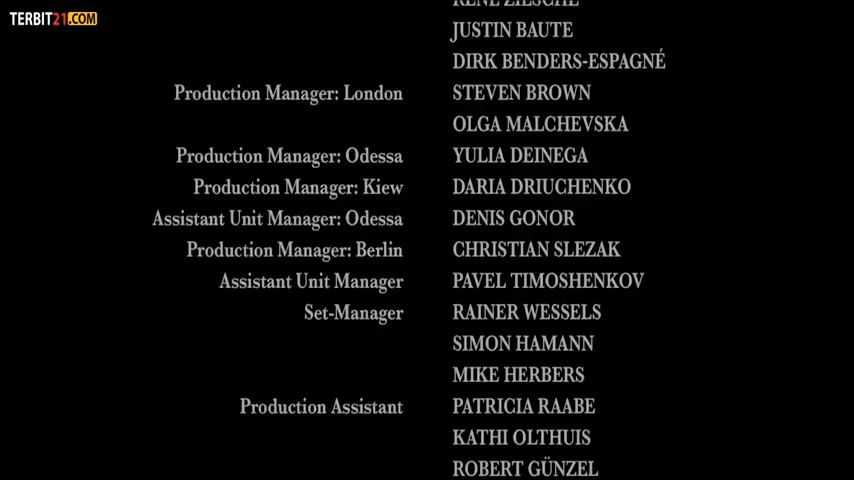 TERBIT21.COM
RENÉ ZIESCHE
JUSTIN BAUTE
DIRK BENDERS-ESPAGNÉ
Production Manager: London STEVEN BROWN
OLGA MALCHEVSKA
Production Manager: Odessa YULIA DEINEGA
Production Manager: Kiew DARIA DRIUCHENKO
Assistant Unit Manager: Odessa DENIS GONOR
Production Manager: Berlin CHRISTIAN SLEZAK
Assistant Unit Manager PAVEL TIMOSHENKOV
Set-Manager RAINER WESSELS
SIMON HAMANN
MIKE HERBERS
Production Assistant PATRICIA RAABE
KATHI OLTHUIS
ROBERT GÜNZEL